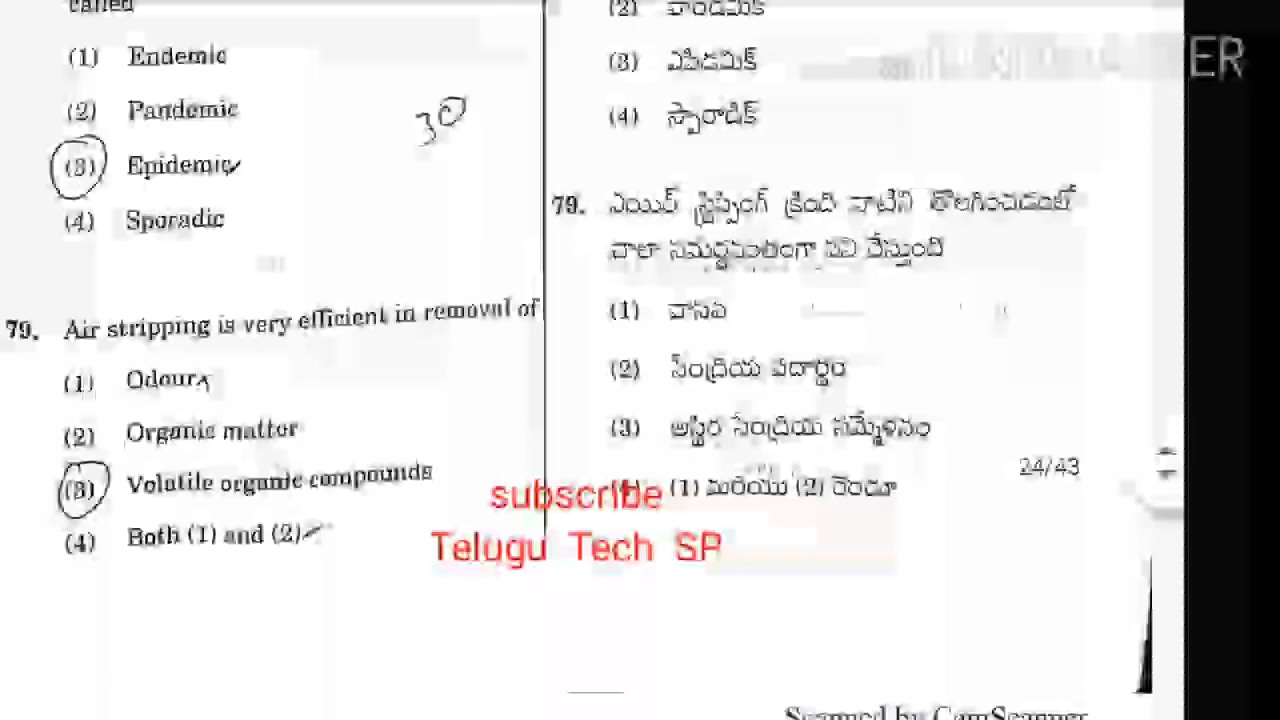 called
(1) Endemic
(2) Pandemic
(3) Epidemic
(4) Sporadic
30
79. Air stripping is very efficient in removal of
(1) Odour
(2) Organic matter
(3) Volatile organic compounds
(4) Both (1) and (2)
(2) పాండమిక్
(3) ఎపిడమిక్
(4) స్పొరాడిక్
79. ఎయిర్ స్ట్రిప్పింగ్ క్రింది వాటిని తొలగించడంలో
చాలా సమర్థవంతంగా పని చేస్తుంది
(1) వాసన
(2) సేంద్రియ పదార్థం
(3) అస్థిర సేంద్రియ సమ్మేళనం
(4) (1) మరియు (2) రెండూ
24/43
subscribe
Telugu Tech SP
ER
Scanned by CamScanner